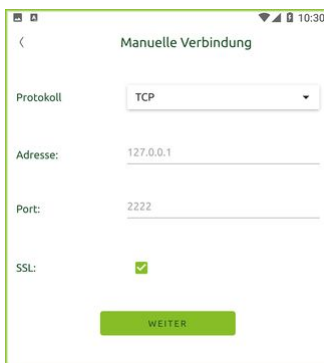 10:30
Manuelle Verbindung
Protokoll TCP
Adresse: 127.0.0.1
Port: 2222
SSL:
WEITER